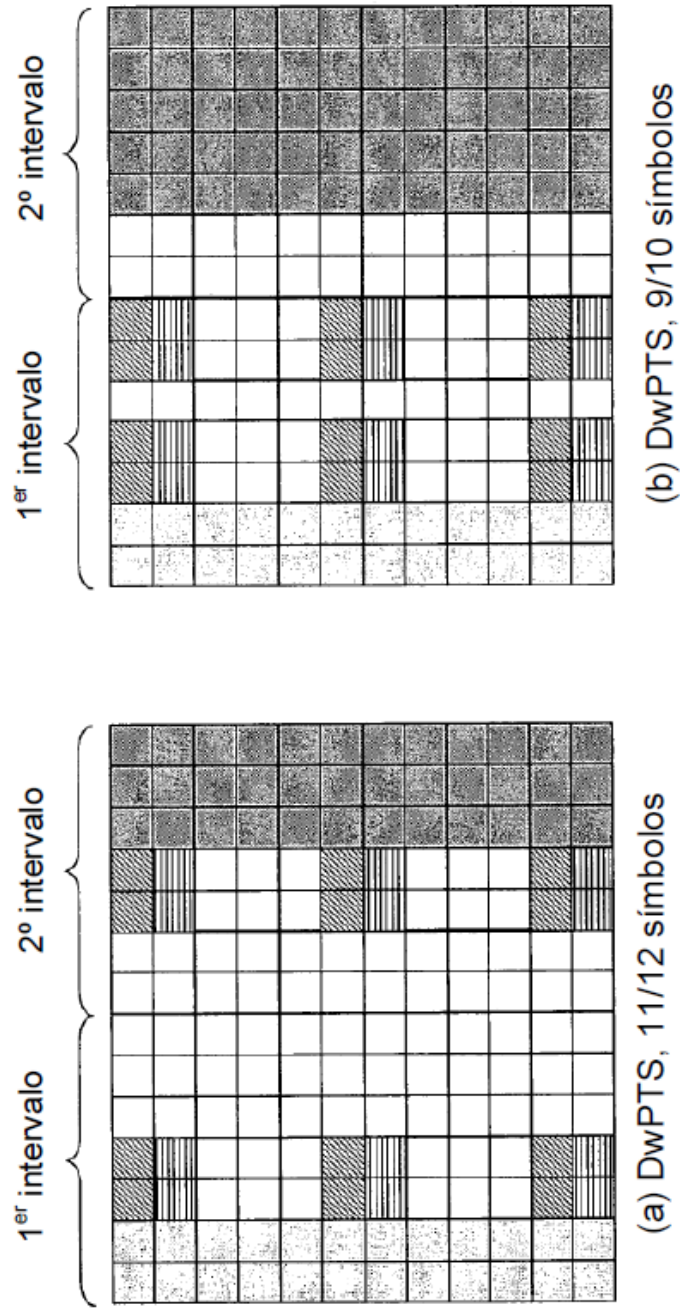 1er intervalo
2º intervalo
(a) DwPTS, 11/12 símbolos
1er intervalo
2º intervalo
(b) DwPTS, 9/10 símbolos